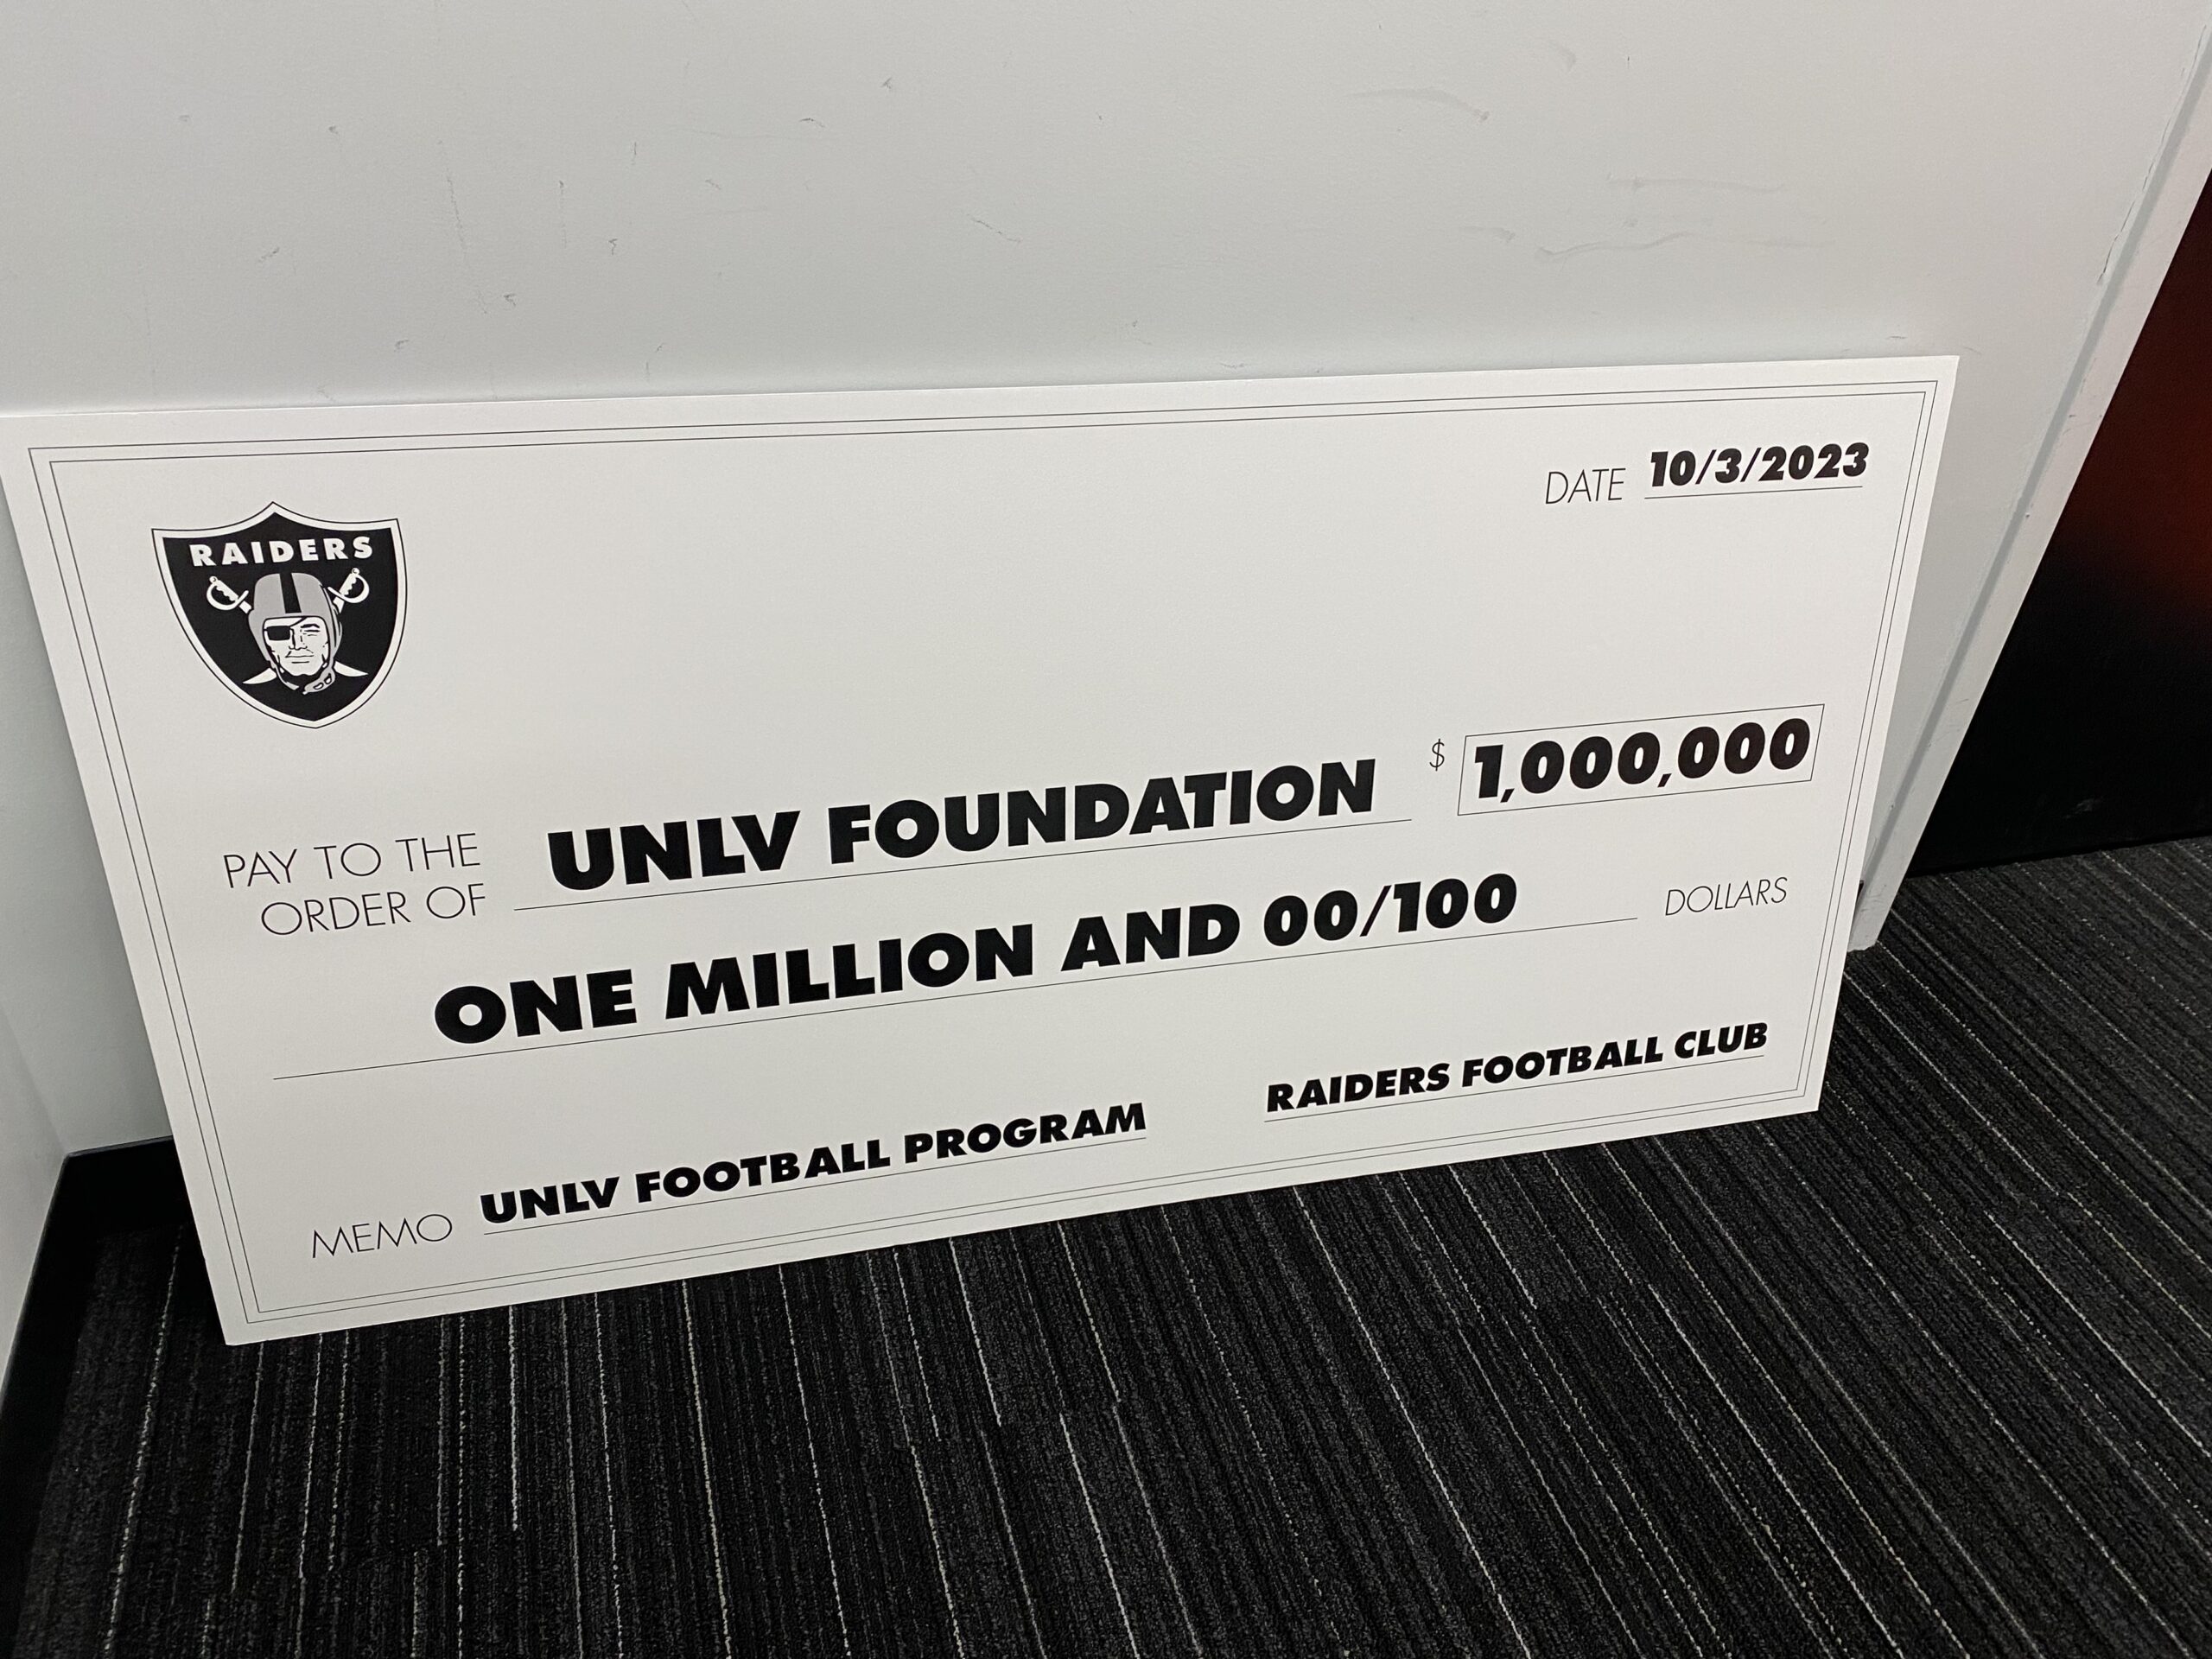 DATE 10/3/2023
RAIDERS
PAY TO THE
ORDER OF UNLV FOUNDATION $ 1,000,000
ONE MILLION AND 00/100 DOLLARS
MEMO UNLV FOOTBALL PROGRAM RAIDERS FOOTBALL CLUB